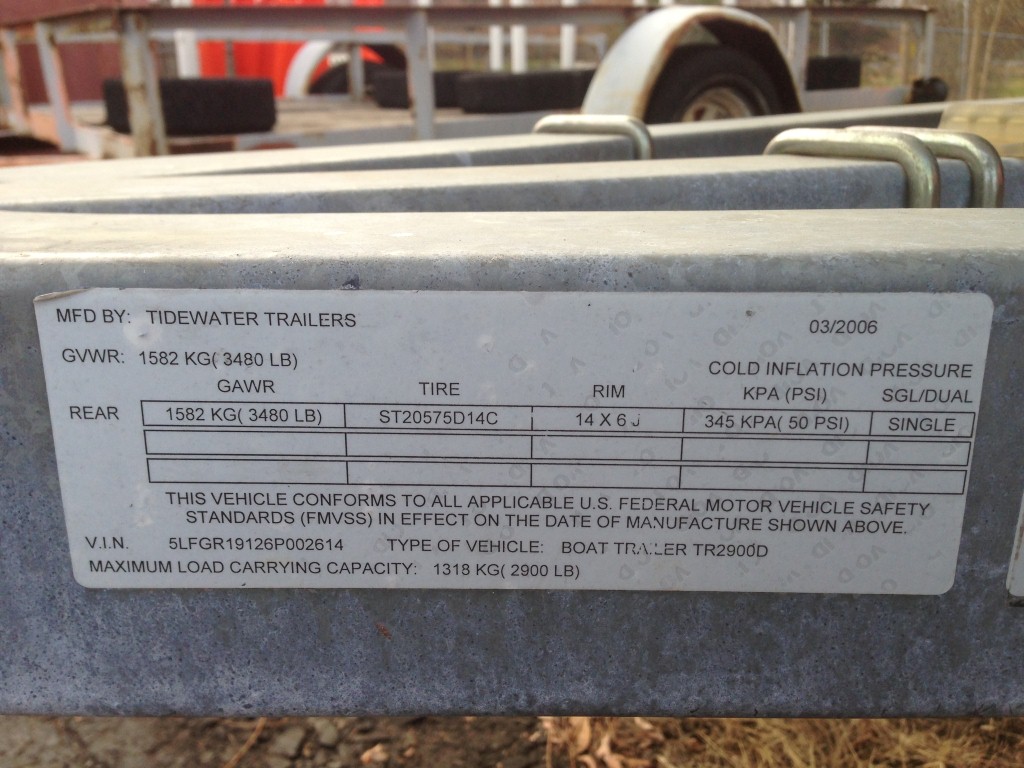 MFD BY: TIDEWATER TRAILERS
03/2006
GVWR: 1582 KG( 3480 LB)
COLD INFLATION PRESSURE
GAWR TIRE RIM KPA (PSI) SGL/DUAL
REAR 1582 KG( 3480 LB) ST20575D14C 14 X 6 J 345 KPA( 50 PSI) SINGLE
THIS VEHICLE CONFORMS TO ALL APPLICABLE U.S. FEDERAL MOTOR VEHICLE SAFETY
STANDARDS (FMVSS) IN EFFECT ON THE DATE OF MANUFACTURE SHOWN ABOVE.
V.I.N. 5LFGR19126P002614 TYPE OF VEHICLE: BOAT TRAILER TR2900D
MAXIMUM LOAD CARRYING CAPACITY: 1318 KG( 2900 LB)